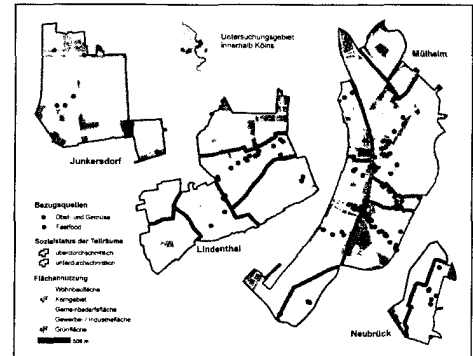 Untersuchungsgebiet
innerhalb Kölns
Mülheim
Junkersdorf
Lindenthal
Neubrück
Bezugsquellen
Obst- und Gemüse
Fastfood
Sozialstatus der Teilräume
überdurchschnittlich
unterdurchschnittlich
Flächennutzung
Wohnbaufläche
Kerngebiet
Gemeinbedarfsfläche
Gewerbe- / Industriefläche
Grünfläche
500 m